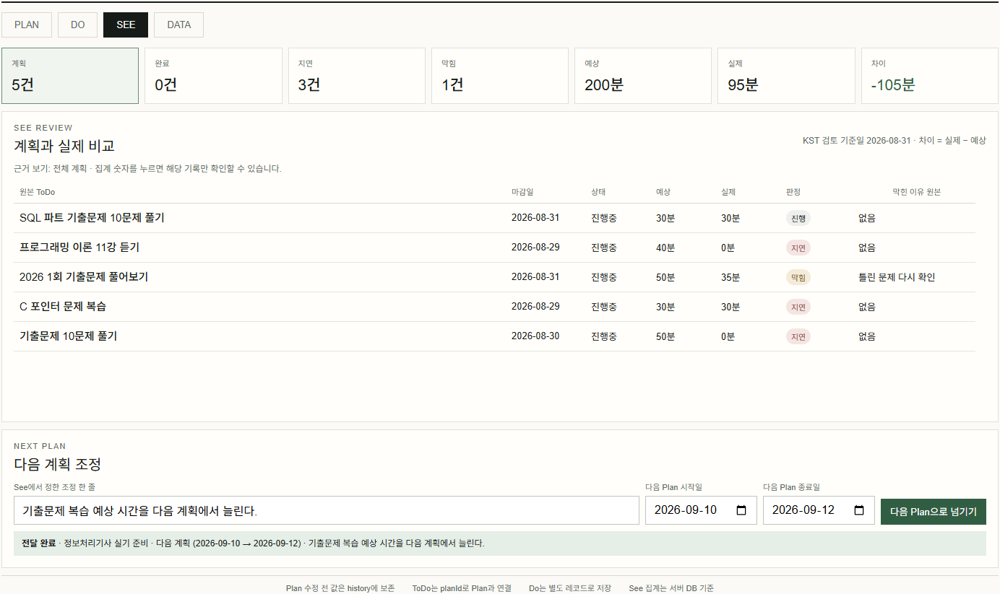 PLAN DO SEE DATA
계획 완료 지연 막힘 예상 실제 차이
5건 0건 3건 1건 200분 95분 -105분
SEE REVIEW
계획과 실제 비교
KST 검토 기준일 2026-08-31 · 차이 = 실제 − 예상
근거 보기: 전체 계획 · 집계 숫자를 누르면 해당 기록만 확인할 수 있습니다.
원본 ToDo 마감일 상태 예상 실제 판정 막힌 이유 원본
SQL 파트 기출문제 10문제 풀기 2026-08-31 진행중 30분 30분 진행 없음
프로그래밍 이론 11강 듣기 2026-08-29 진행중 40분 0분 지연 없음
2026 1회 기출문제 풀어보기 2026-08-31 진행중 50분 35분 막힘 틀린 문제 다시 확인
C 포인터 문제 복습 2026-08-29 진행중 30분 30분 지연 없음
기출문제 10문제 풀기 2026-08-30 진행중 50분 0분 지연 없음
NEXT PLAN
다음 계획 조정
See에서 정한 조정 한 줄 다음 Plan 시작일 다음 Plan 종료일
기출문제 복습 예상 시간을 다음 계획에서 늘린다. 2026-09-10 2026-09-12 다음 Plan으로 넘기기
전달 완료 · 정보처리기사 실기 준비 · 다음 계획 (2026-09-10 → 2026-09-12) · 기출문제 복습 예상 시간을 다음 계획에서 늘린다.
Plan 수정 전 값은 history에 보존 ToDo는 planId로 Plan과 연결 Do는 별도 레코드로 저장 See 집계는 서버 DB 기준